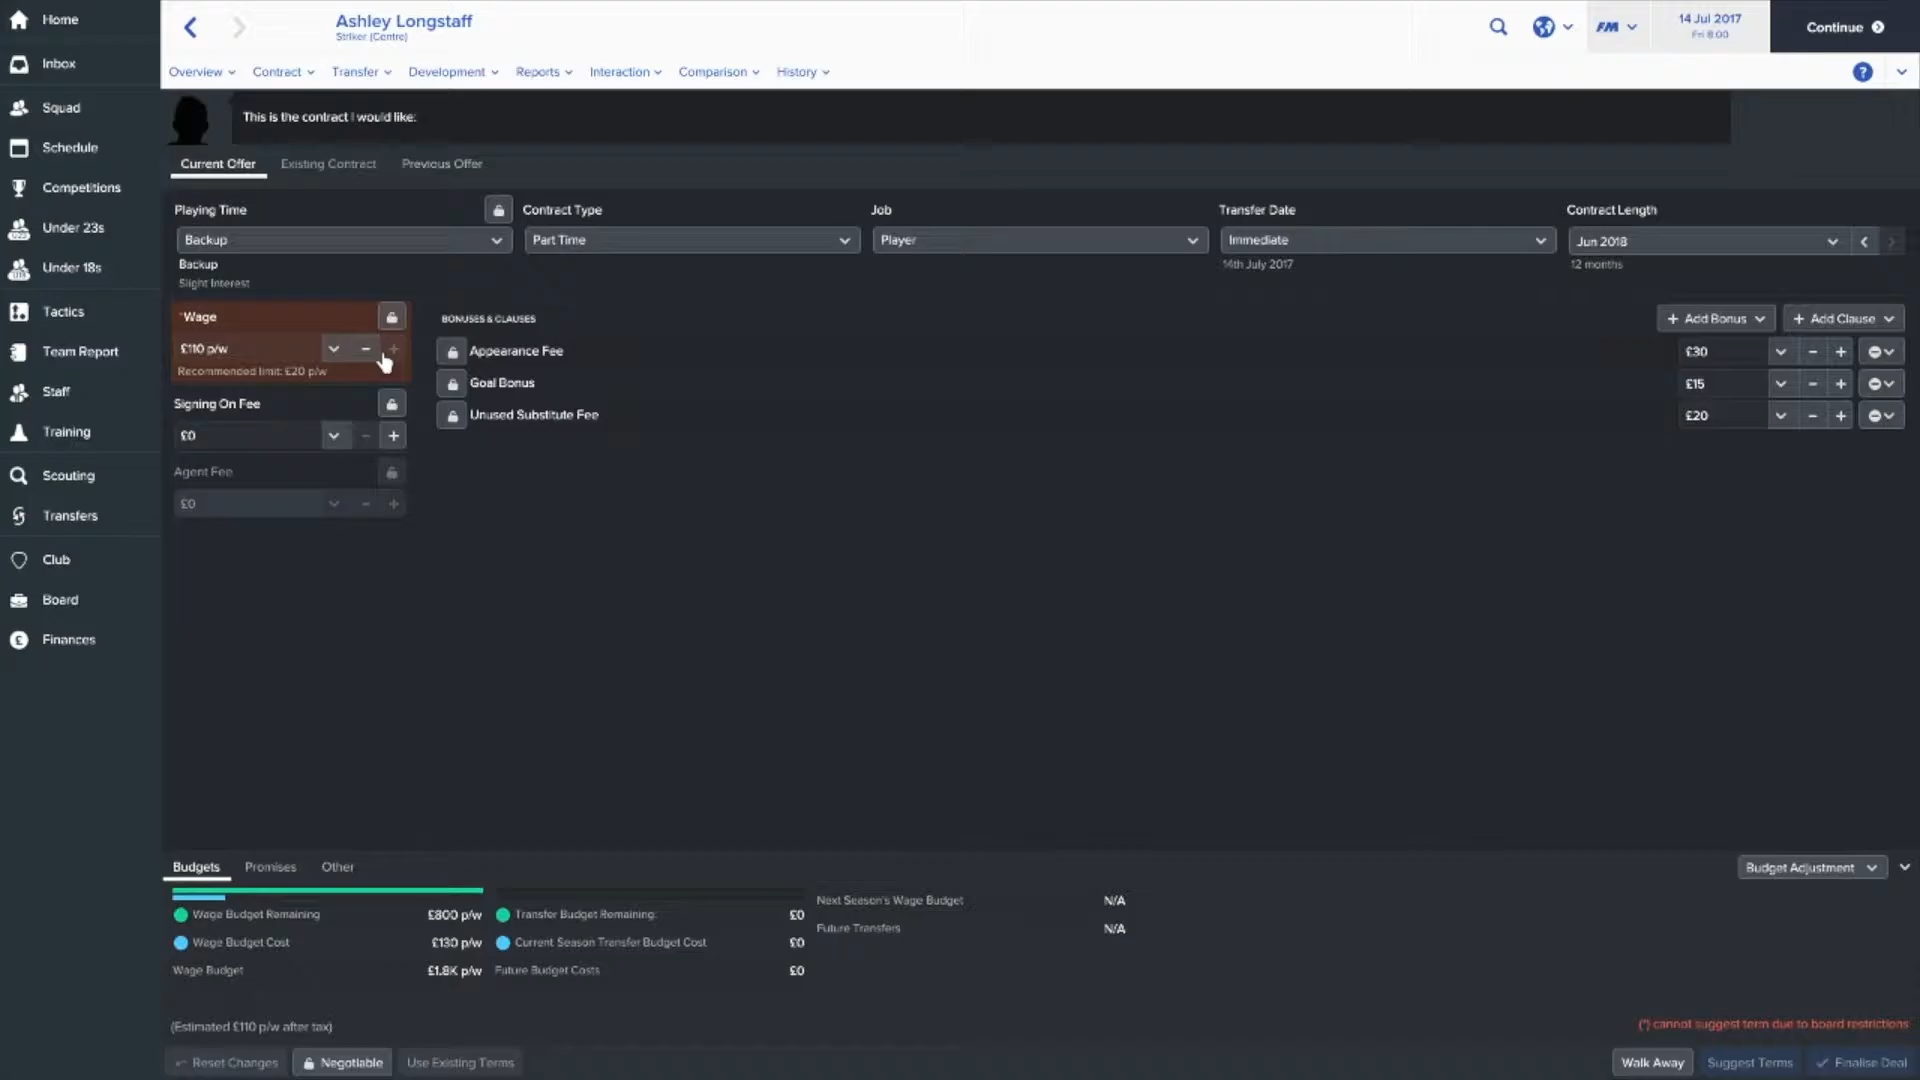 Home
Inbox
Squad
Schedule
Competitions
Under 23s
Under 18s
Tactics
Team Report
Staff
Training
Scouting
Transfers
Club
Board
Finances
Ashley Longstaff
Striker (Centre)
FM
14 Jul 2017
Fri 8:00
Continue
Overview Contract Transfer Development Reports Interaction Comparison History
?
This is the contract I would like:
Current Offer Existing Contract Previous Offer
Playing Time Contract Type Job Transfer Date Contract Length
Backup Part Time Player Immediate Jun 2018
Backup 14th July 2017 12 months
Slight Interest
*Wage BONUSES & CLAUSES + Add Bonus + Add Clause
£110 p/w Appearance Fee £30
Recommended limit: £20 p/w
Goal Bonus £15
Signing On Fee Unused Substitute Fee £20
£0
Agent Fee
£0
Budgets Promises Other Budget Adjustment
Wage Budget Remaining £800 p/w Transfer Budget Remaining: £0 Next Season's Wage Budget N/A
Wage Budget Cost £130 p/w Current Season Transfer Budget Cost £0 Future Transfers N/A
Wage Budget £1.8K p/w Future Budget Costs £0
(Estimated £110 p/w after tax) (*) cannot suggest term due to board restrictions
Reset Changes Negotiable Use Existing Terms Walk Away Suggest Terms Finalise Deal